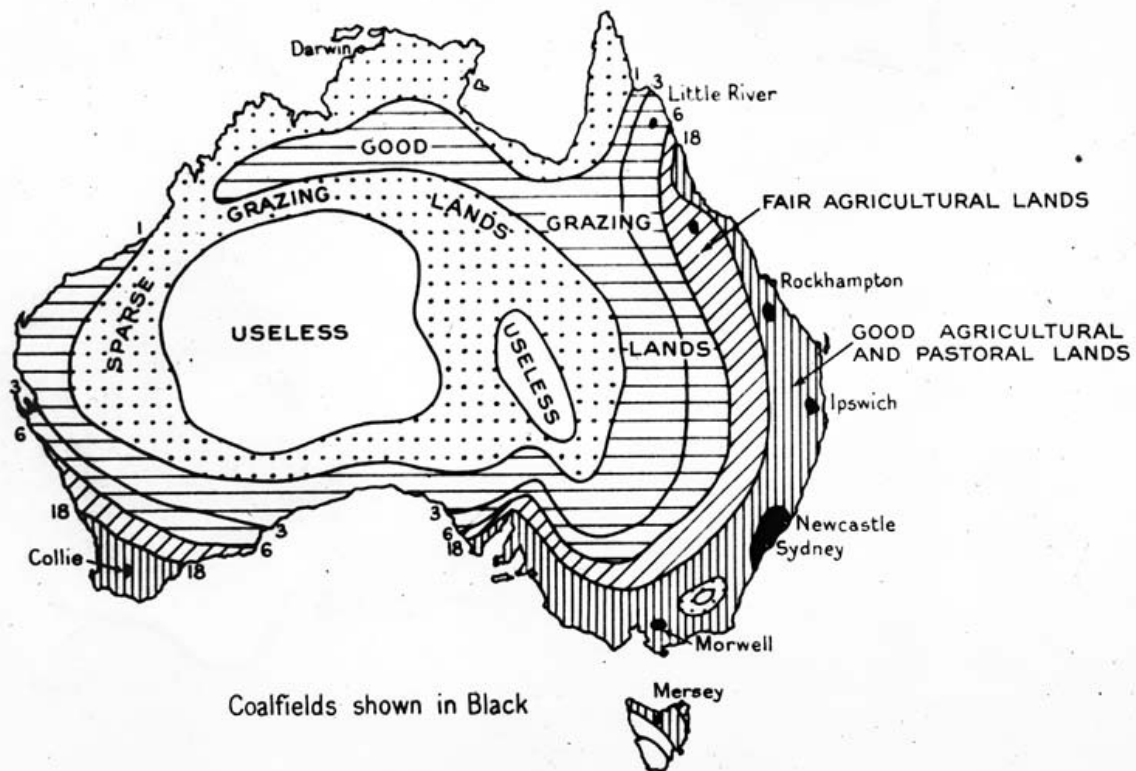 Darwin
1
3
Little River
6
18
GOOD
GRAZING
LANDS
GRAZING
FAIR AGRICULTURAL LANDS
1
Rockhampton
SPARSE
USELESS
USELESS
LANDS
GOOD AGRICULTURAL
AND PASTORAL LANDS
3
Ipswich
6
18
3
3
Newcastle
6
6
Sydney
18
Collie
18
Morwell
Mersey
Coalfields shown in Black